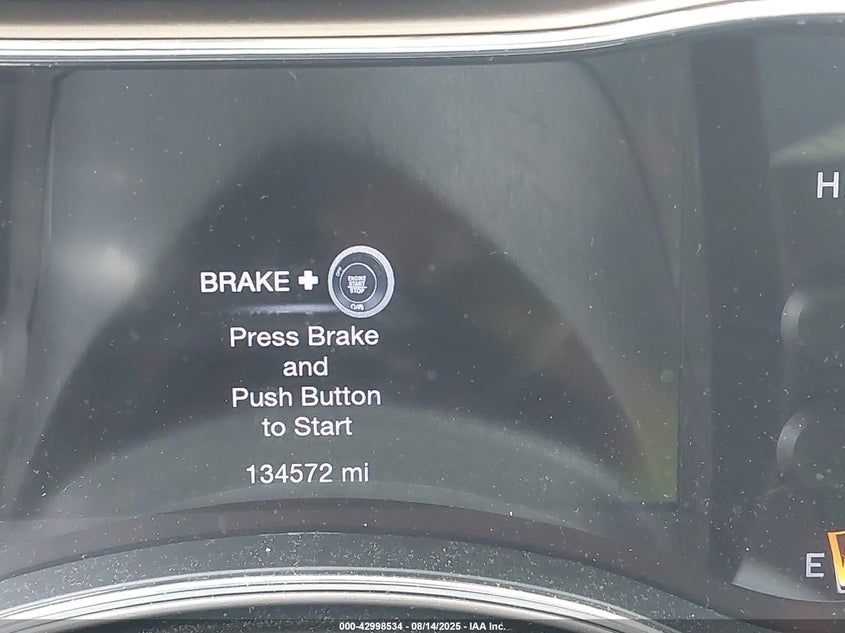 H
BRAKE +
ENGINE
START
STOP
Press Brake
and
Push Button
to Start
134572 mi
E
000-42998534 - 08/14/2025 - IAA Inc.